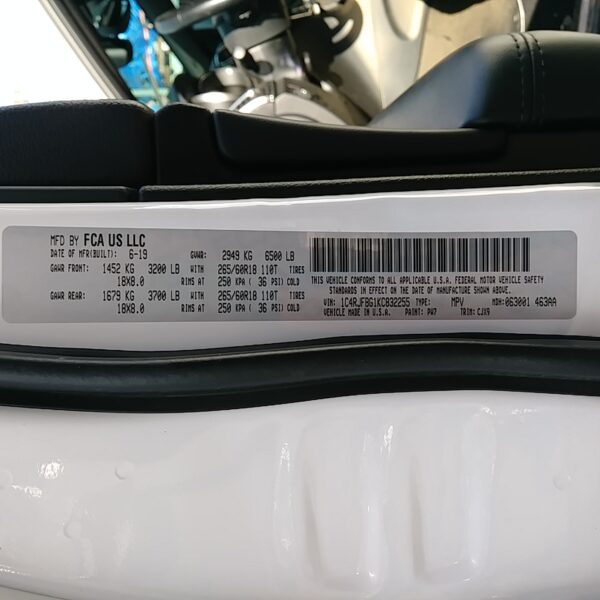 MFD BY FCA US LLC
DATE OF MFR(BUILT): 6-19 GVWR: 2949 KG 6500 LB
GAWR FRONT: 1452 KG 3200 LB WITH 265/60R18 110T TIRES
18X8.0 RIMS AT 250 KPA ( 36 PSI) COLD
GAWR REAR: 1679 KG 3700 LB WITH 265/60R18 110T TIRES
18X8.0 RIMS AT 250 KPA ( 36 PSI) COLD
THIS VEHICLE CONFORMS TO ALL APPLICABLE U.S.A. FEDERAL MOTOR VEHICLE SAFETY
STANDARDS IN EFFECT ON THE DATE OF MANUFACTURE SHOWN ABOVE.
VIN: 1C4RJFBG1KC832255 TYPE: MPV MDH: 063001 463AA
VEHICLE MADE IN U.S.A. PAINT: PW7 TRIM: CJX9